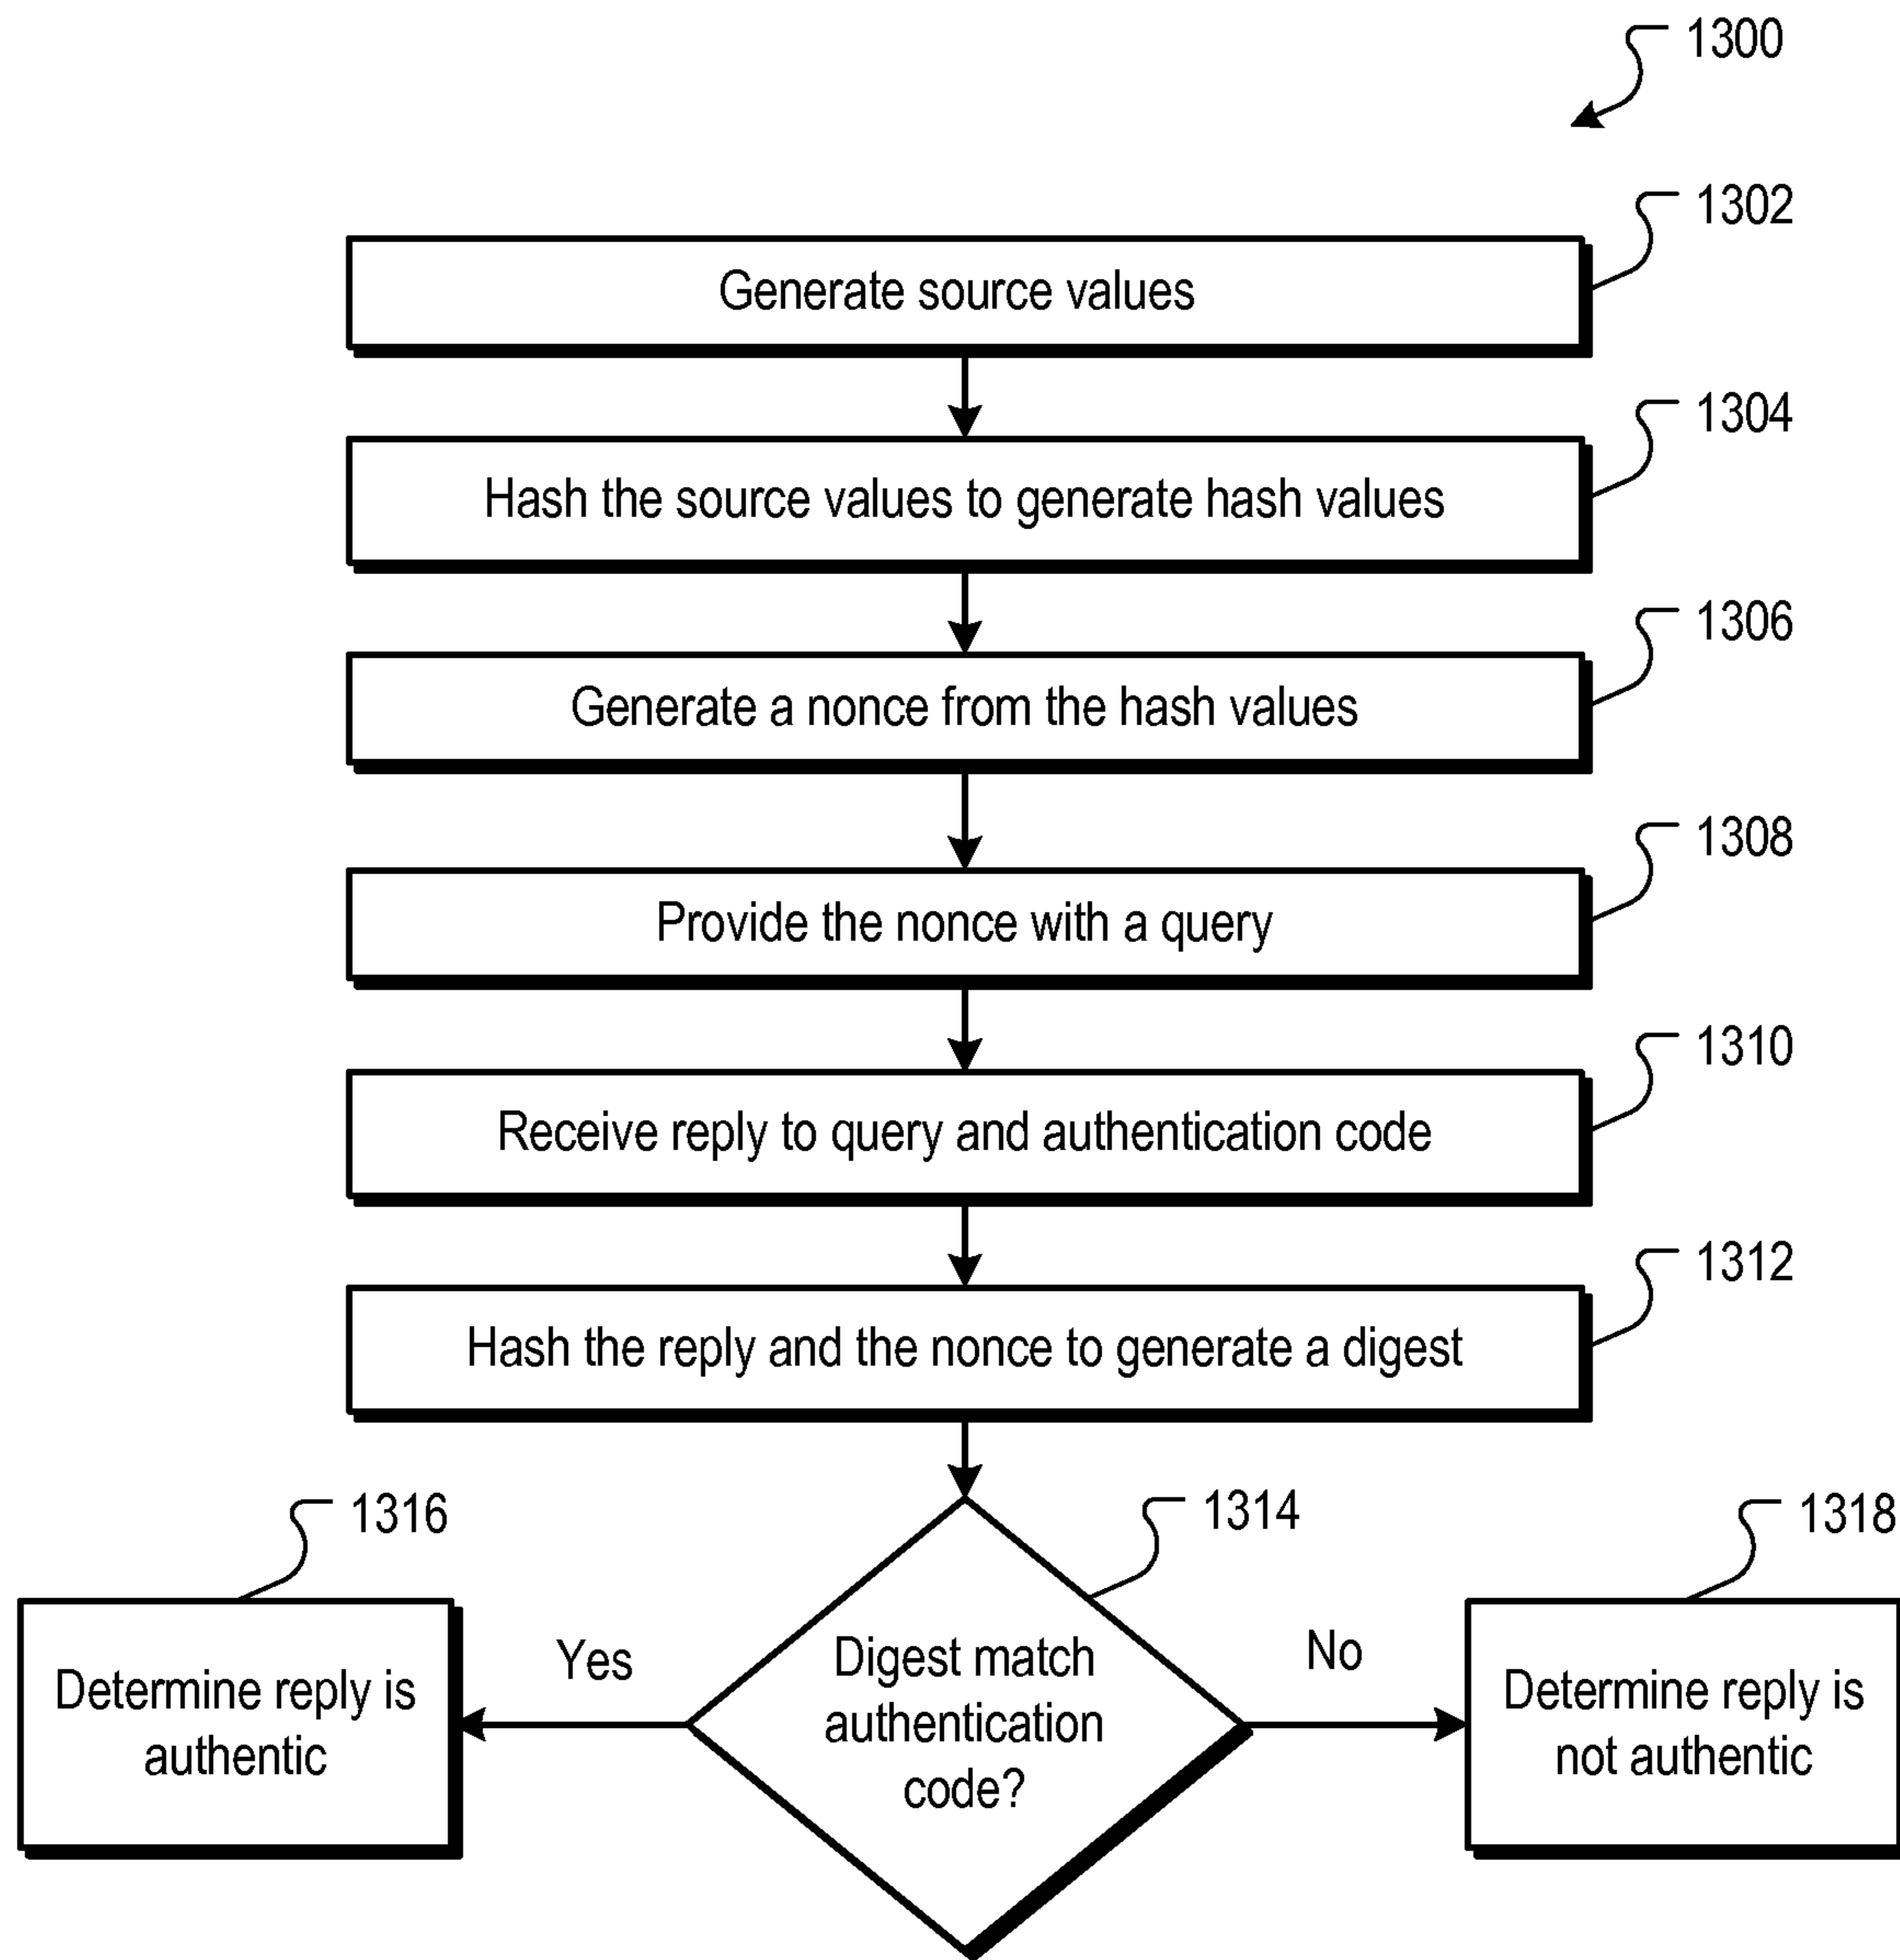 1300
1302
Generate source values
1304
Hash the source values to generate hash values
1306
Generate a nonce from the hash values
1308
Provide the nonce with a query
1310
Receive reply to query and authentication code
1312
Hash the reply and the nonce to generate a digest
1316
1314
1318
Determine reply is
authentic
Yes
Digest match
authentication
code?
No
Determine reply is
not authentic